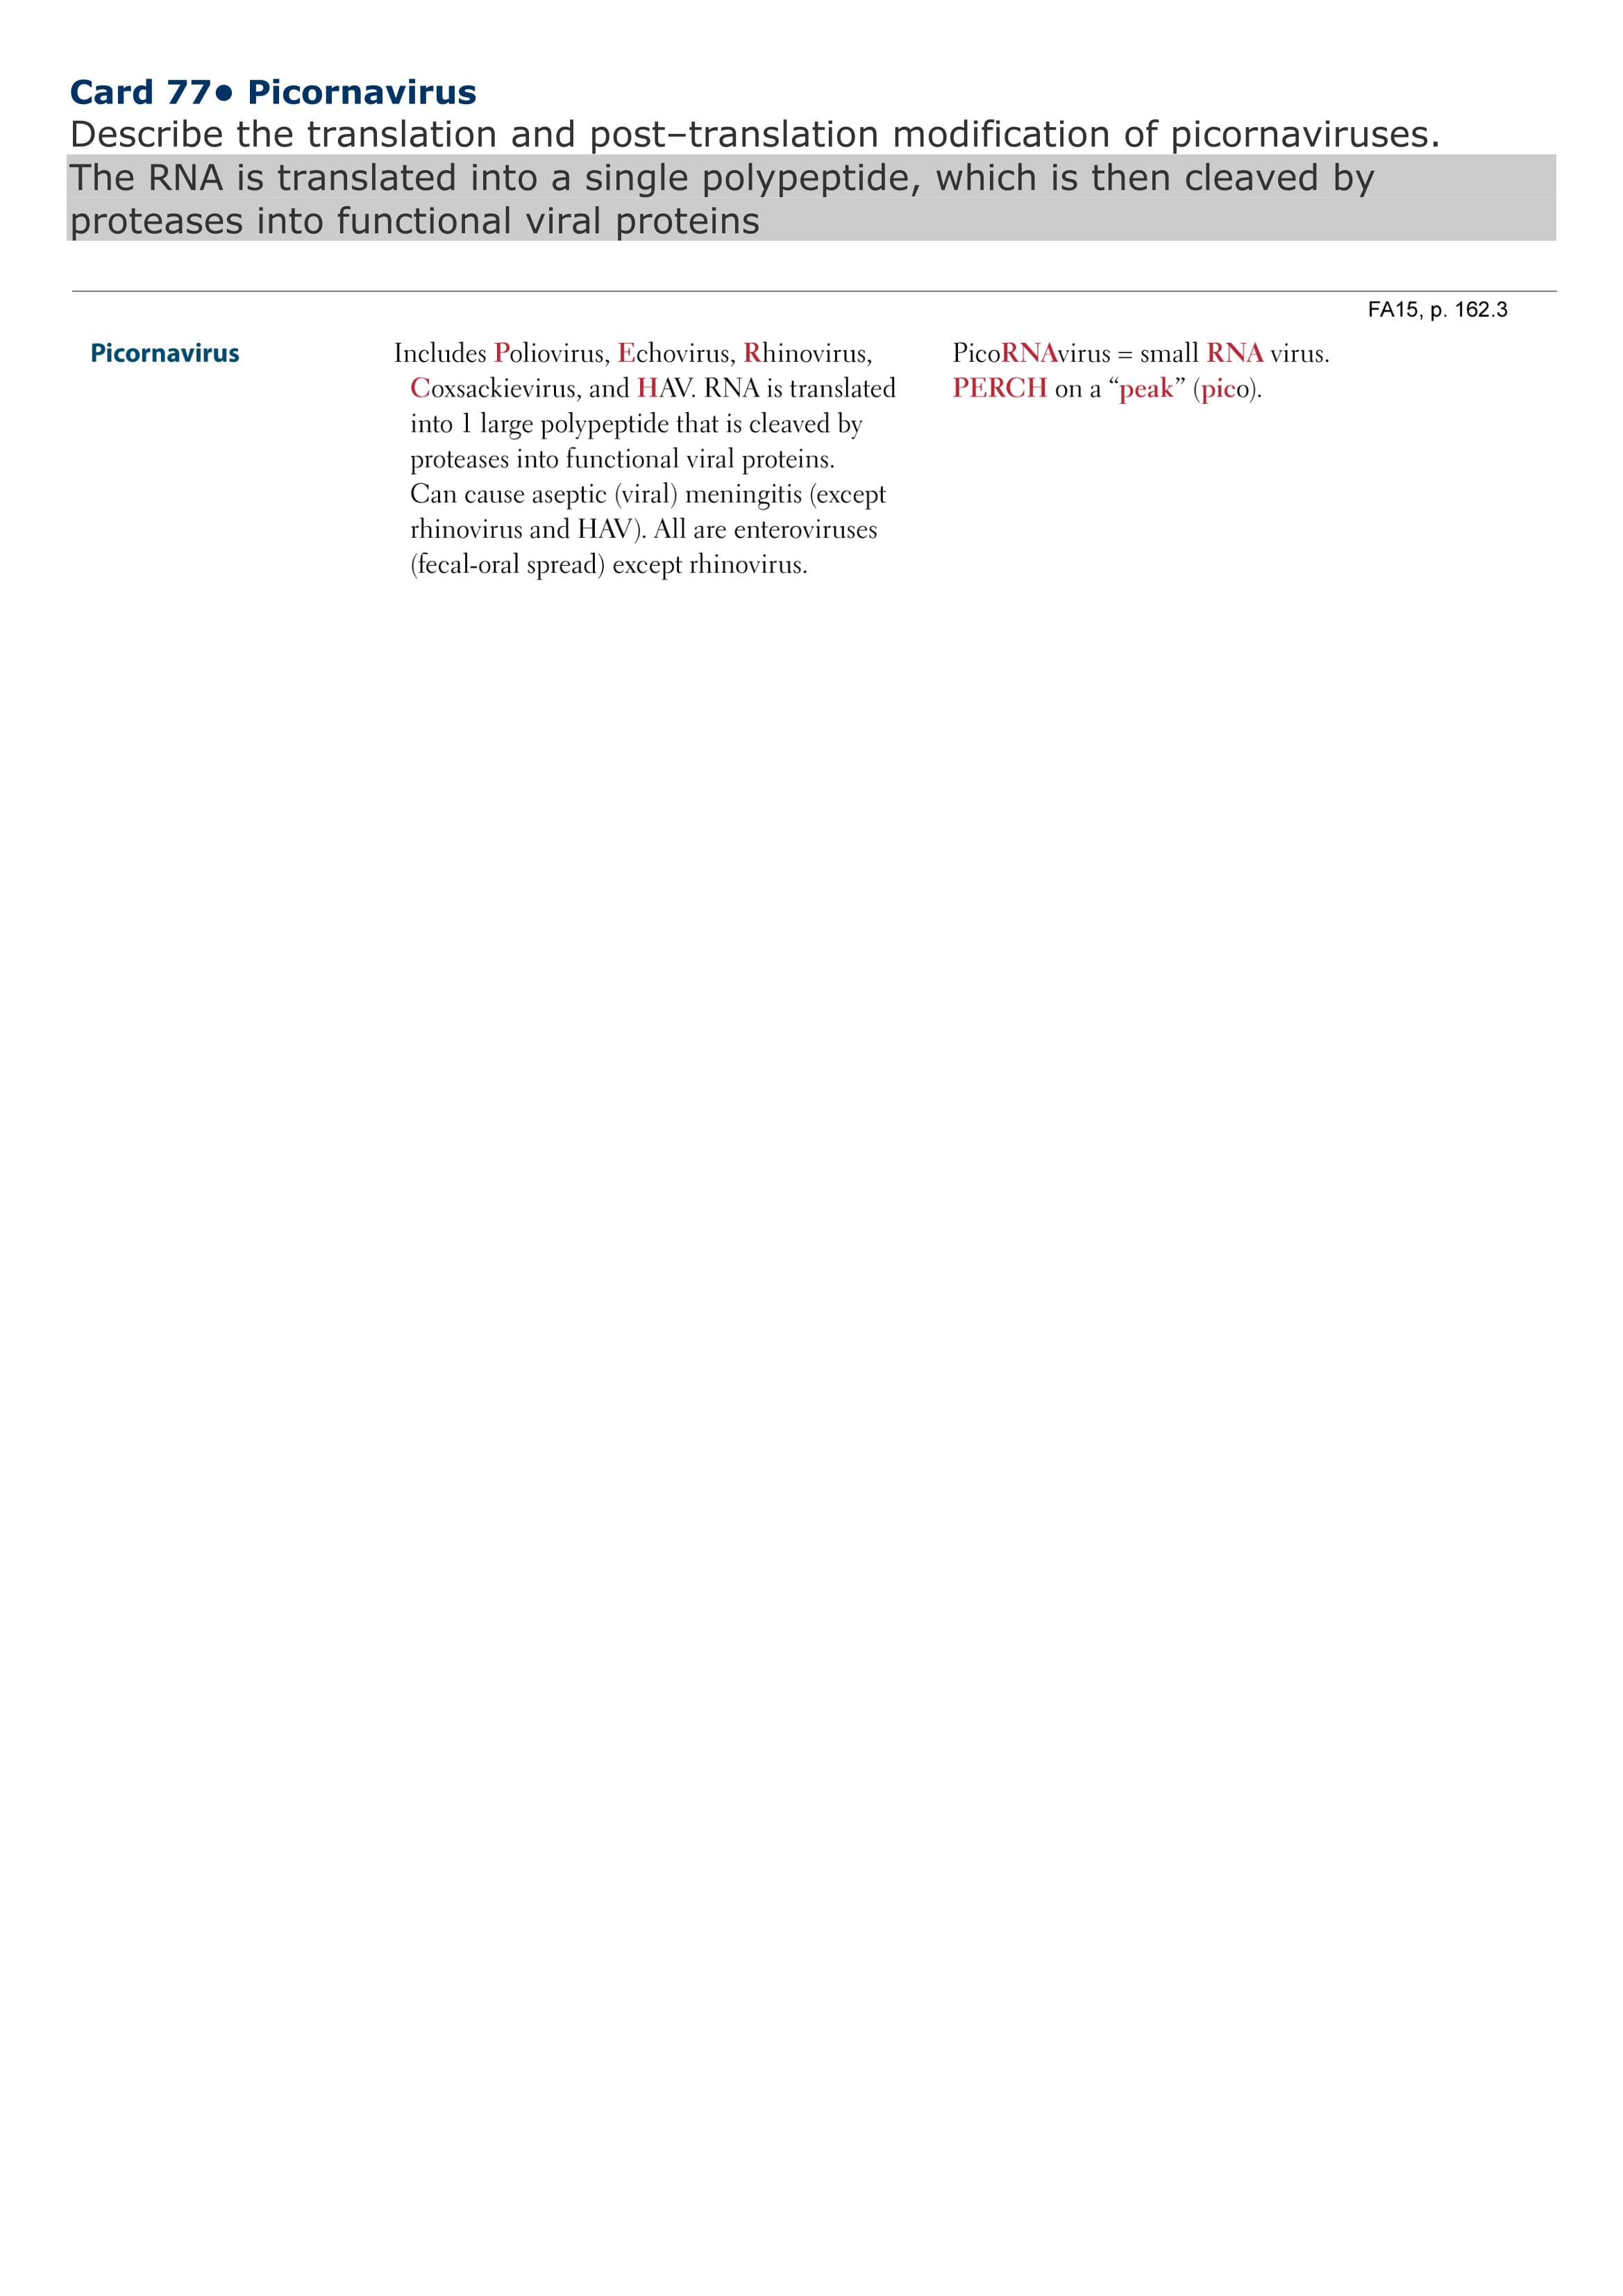 Card 77● Picornavirus
Describe the translation and post–translation modification of picornaviruses.
The RNA is translated into a single polypeptide, which is then cleaved by
proteases into functional viral proteins
FA15, p. 162.3
Picornavirus
Includes Poliovirus, Echovirus, Rhinovirus,
Coxsackievirus, and HAV. RNA is translated
into 1 large polypeptide that is cleaved by
proteases into functional viral proteins.
Can cause aseptic (viral) meningitis (except
rhinovirus and HAV). All are enteroviruses
(fecal-oral spread) except rhinovirus.
PicoRNAvirus = small RNA virus.
PERCH on a “peak” (pico).